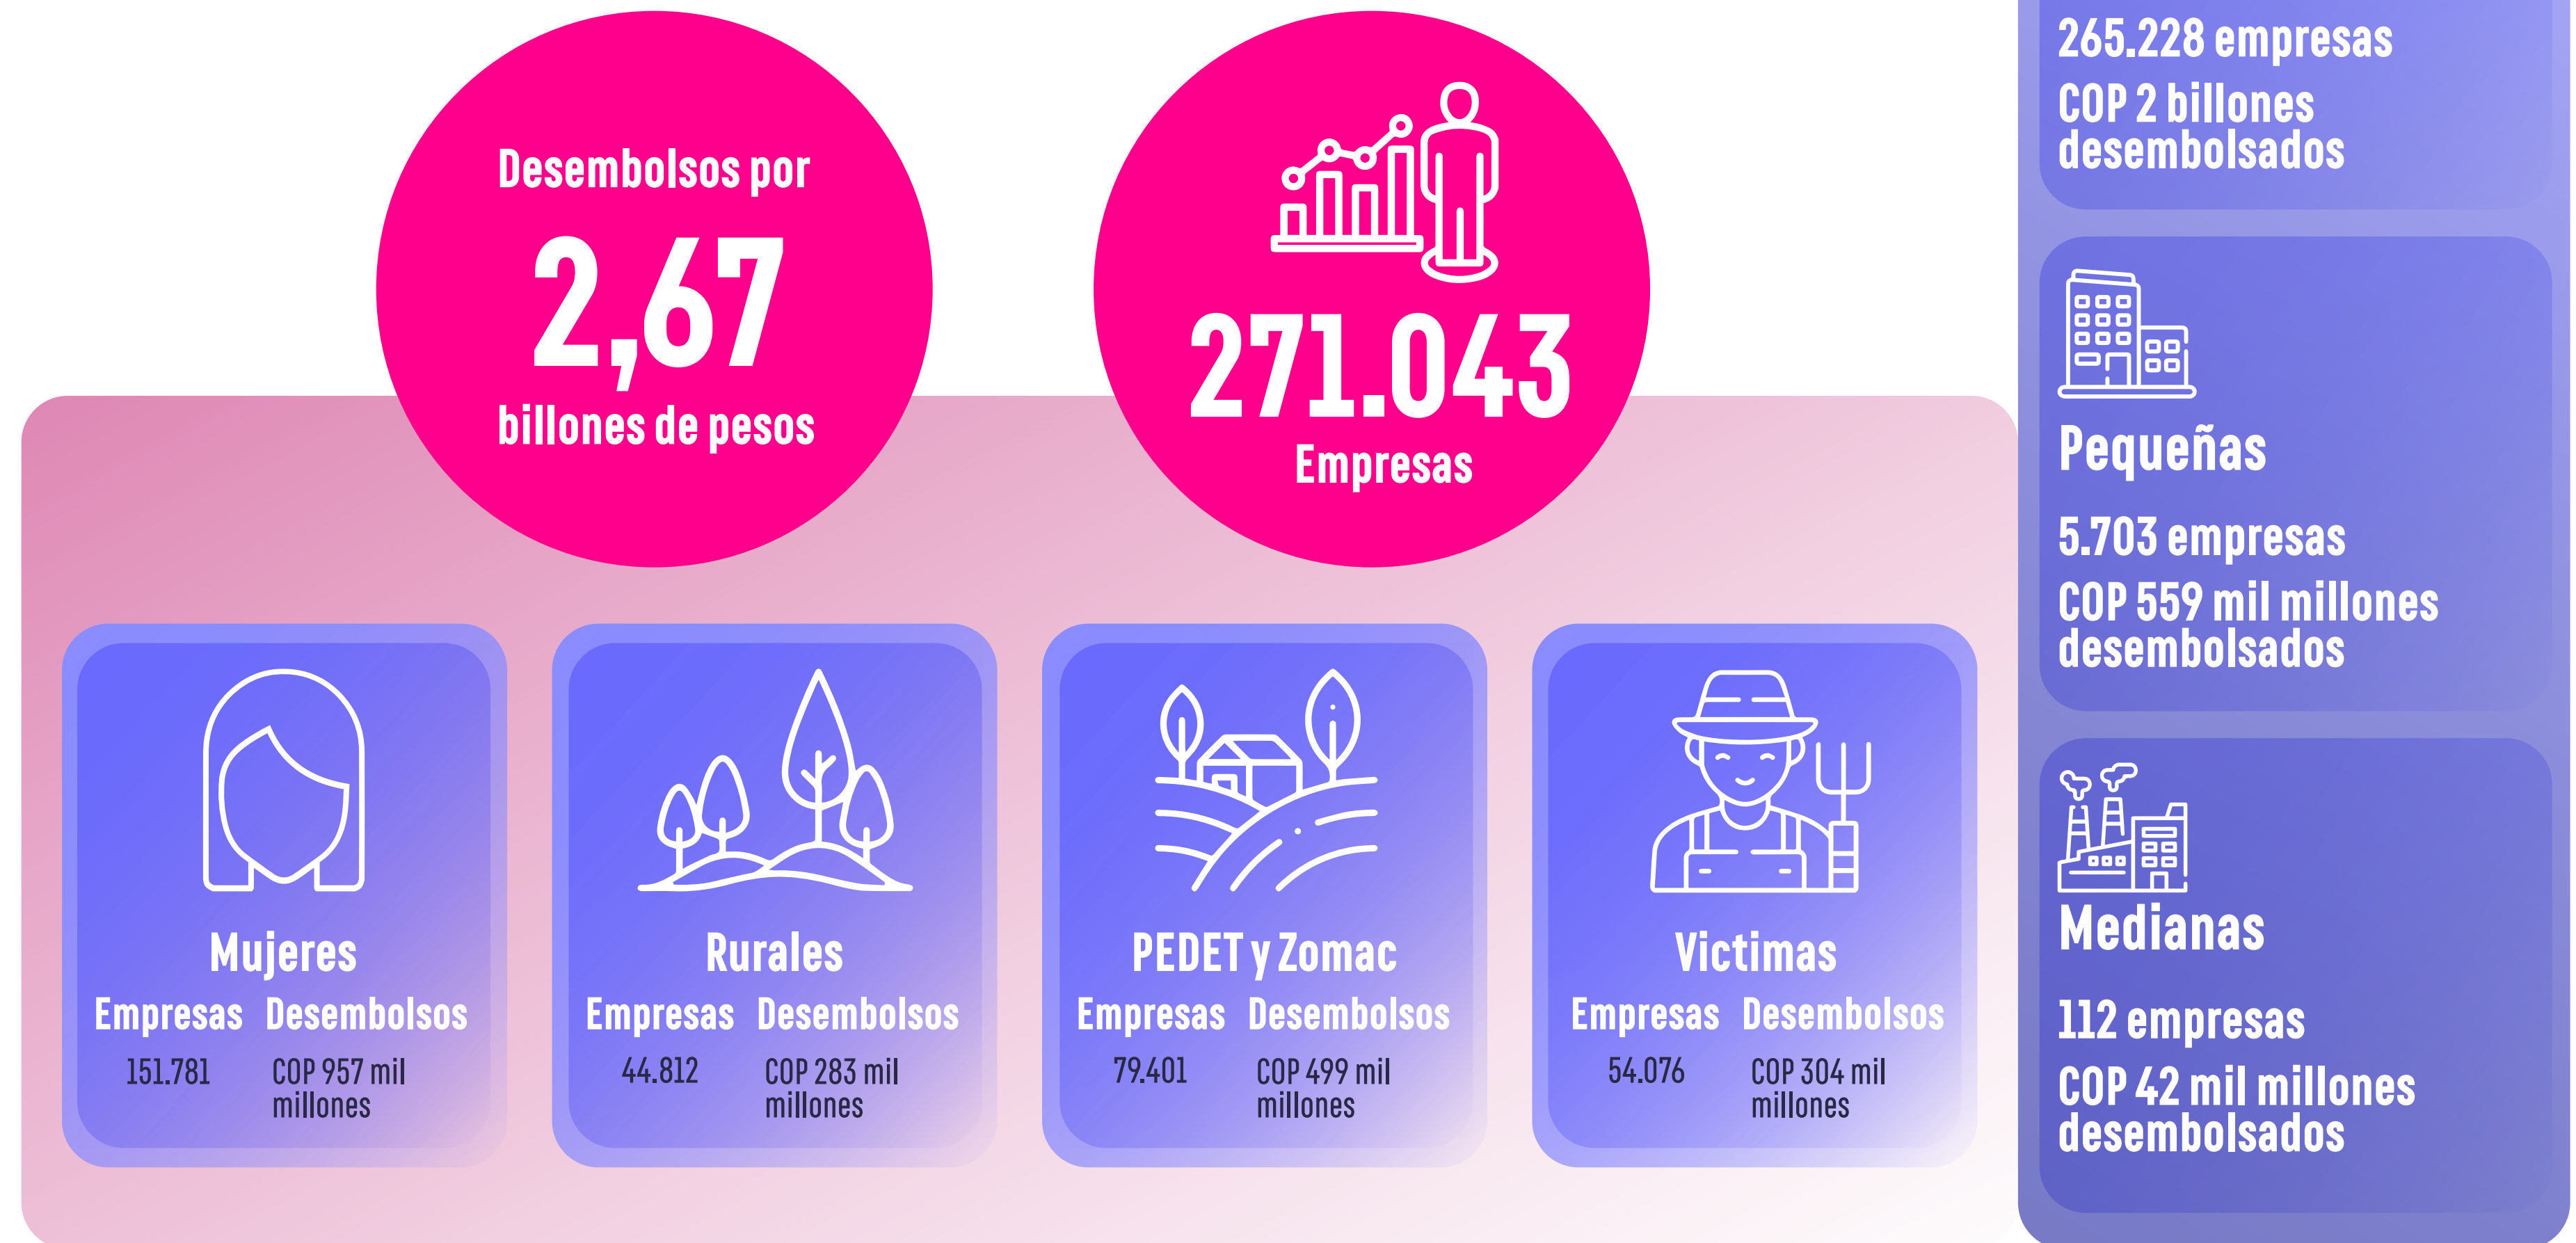 Desembolsos por
2,67
billones de pesos
271.043
Empresas
Mujeres
Empresas Desembolsos
151.781 COP 957 mil
millones
Rurales
Empresas Desembolsos
44.812 COP 283 mil
millones
PEDET y Zomac
Empresas Desembolsos
79.401 COP 499 mil
millones
Victimas
Empresas Desembolsos
54.076 COP 304 mil
millones
265.228 empresas
COP 2 billones
desembolsados
Pequeñas
5.703 empresas
COP 559 mil millones
desembolsados
Medianas
112 empresas
COP 42 mil millones
desembolsados